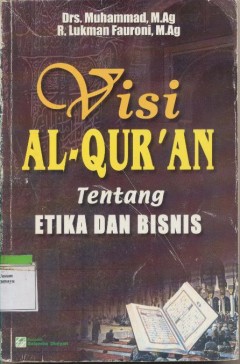 Drs. Muhammad, M.Ag
R. Lukman Fauroni, M.Ag
Visi
AL-QUR'AN
Tentang
ETIKA DAN BISNIS